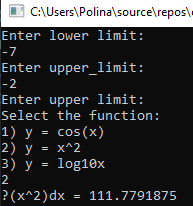 C:\Users\Polina\source\repos\
Enter lower limit:
-7
Enter upper_limit:
-2
Enter upper limit:
Select the function:
1) y = cos(x)
2) y = x^2
3) y = log10x
2
?(x^2)dx = 111.7791875